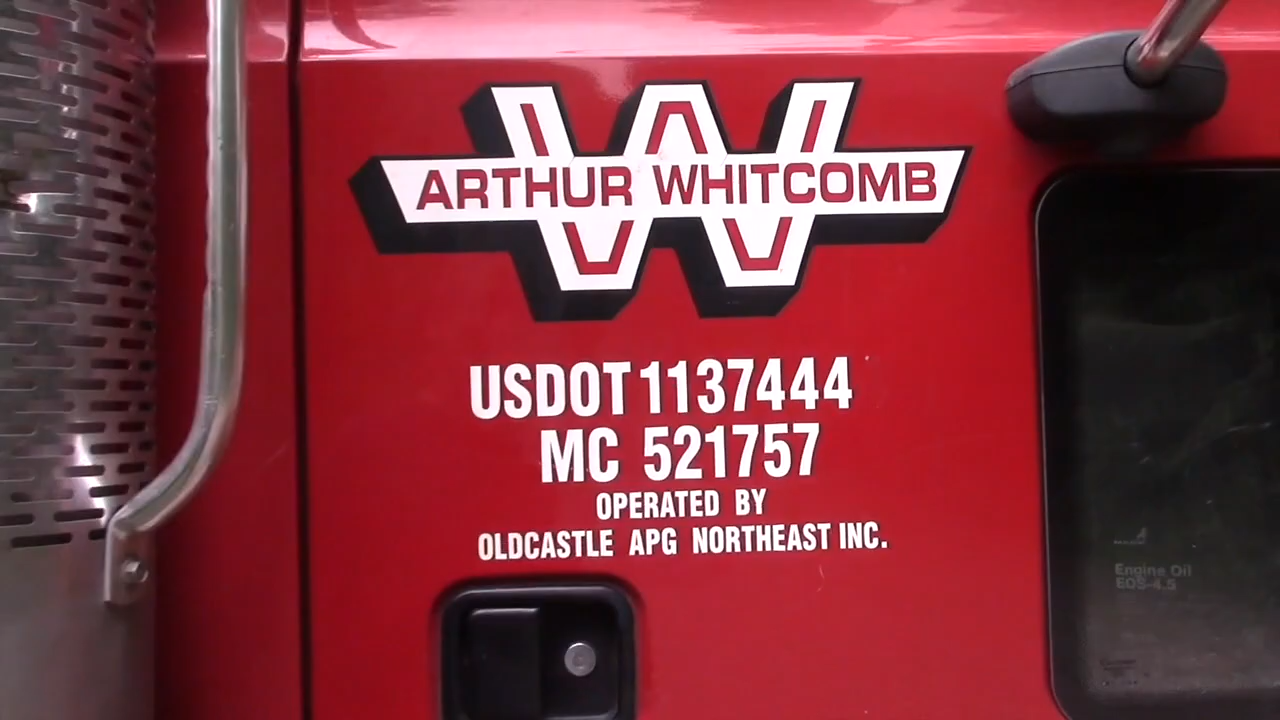 ARTHUR WHITCOMB
USDOT 1137444
MC 521757
OPERATED BY
OLDCASTLE APG NORTHEAST INC.
Engine Oil
EOS-4.5